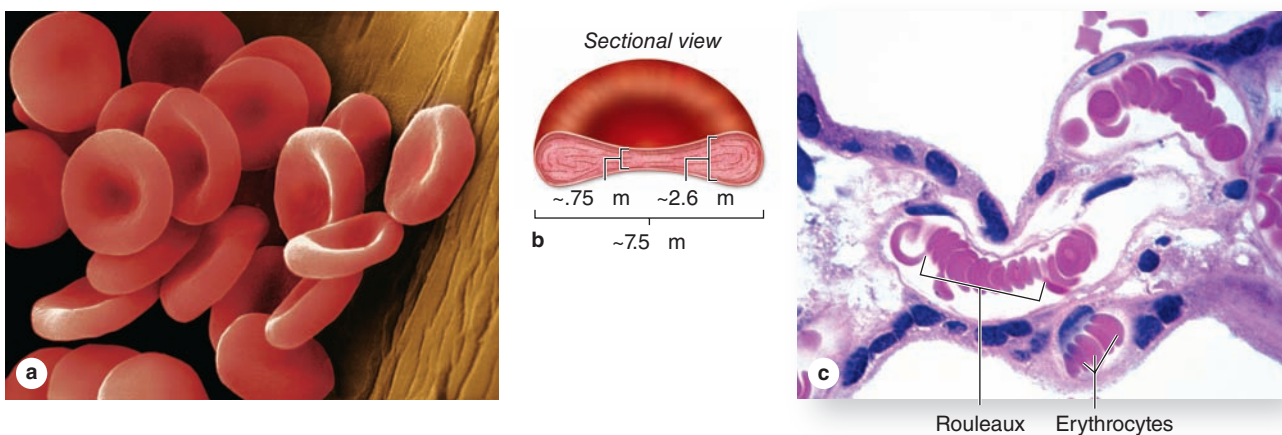 Sectional view
~.75 m ~2.6 m
~7.5 m
a
b
c
Rouleaux Erythrocytes